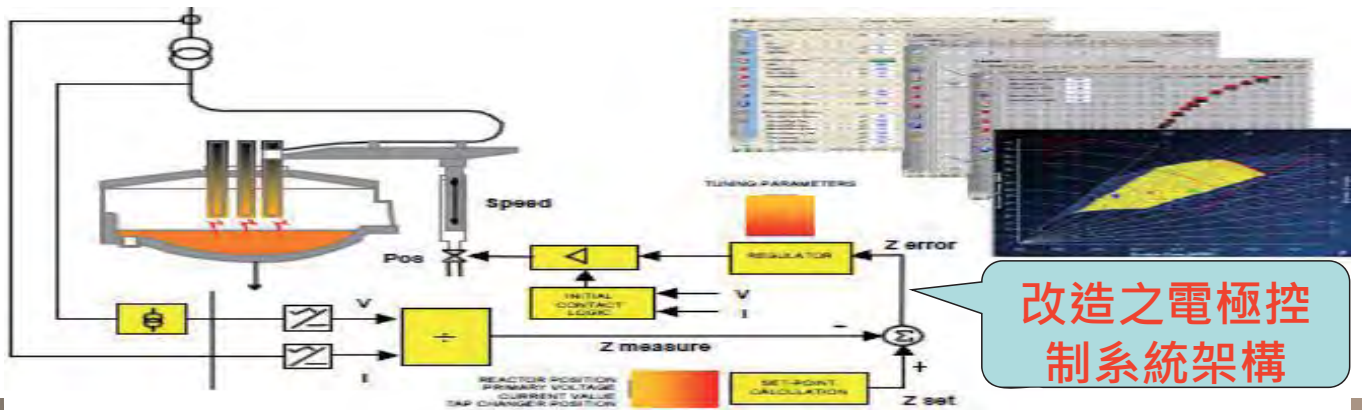 TUNING PARAMETERS
Speed
Z error
Pos
REGULATOR
INITIAL
CONTACT
LOGIC
V
I
V
Z measure
I
Σ
-
+
REACTOR POSITION
PRIMARY VOLTAGE
CURRENT VALUE
TAP CHANGER POSITION
SET-POINT
CALCULATION
Z set
改造之電極控
制系統架構